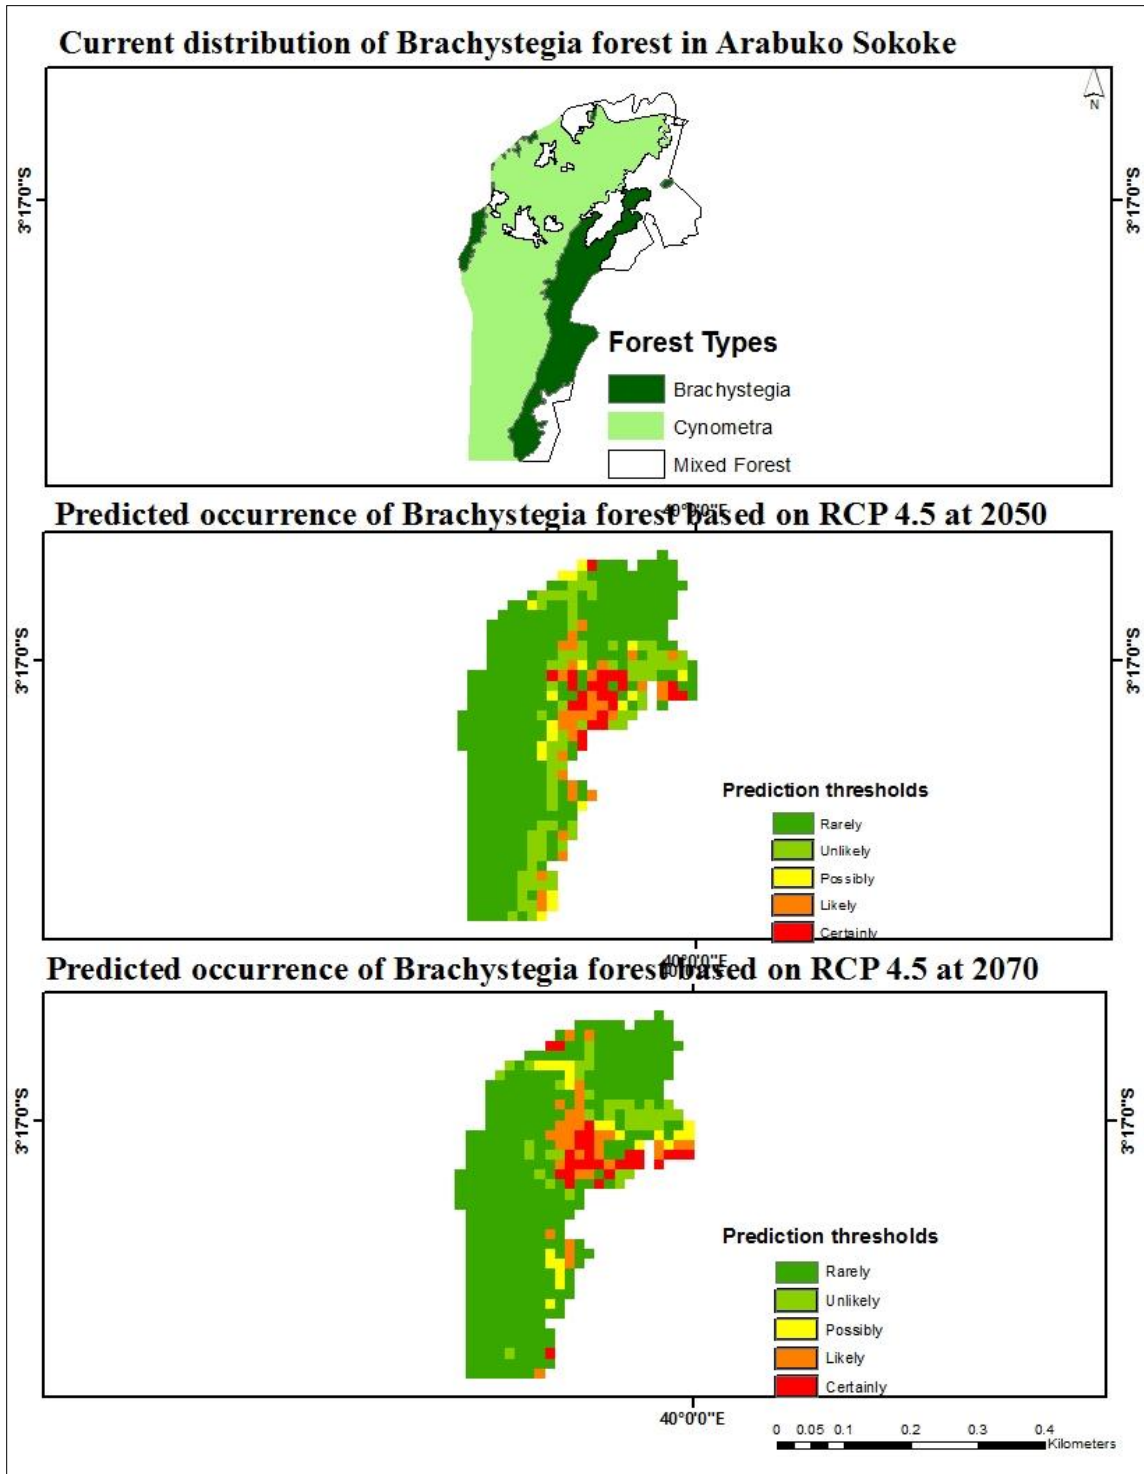 Current distribution of Brachystegia forest in Arabuko Sokoke
N
3°17'0"S
3°17'0"S
Forest Types
Brachystegia
Cynometra
Mixed Forest
40°0'0"E
Predicted occurrence of Brachystegia forest based on RCP 4.5 at 2050
3°17'0"S
3°17'0"S
Prediction thresholds
Rarely
Unlikely
Possibly
Likely
Certainly
40°0'0"E
40°0'0"E
Predicted occurrence of Brachystegia forest based on RCP 4.5 at 2070
3°17'0"S
3°17'0"S
Prediction thresholds
Rarely
Unlikely
Possibly
Likely
Certainly
40°0'0"E
0 0.05 0.1 0.2 0.3 0.4
Kilometers